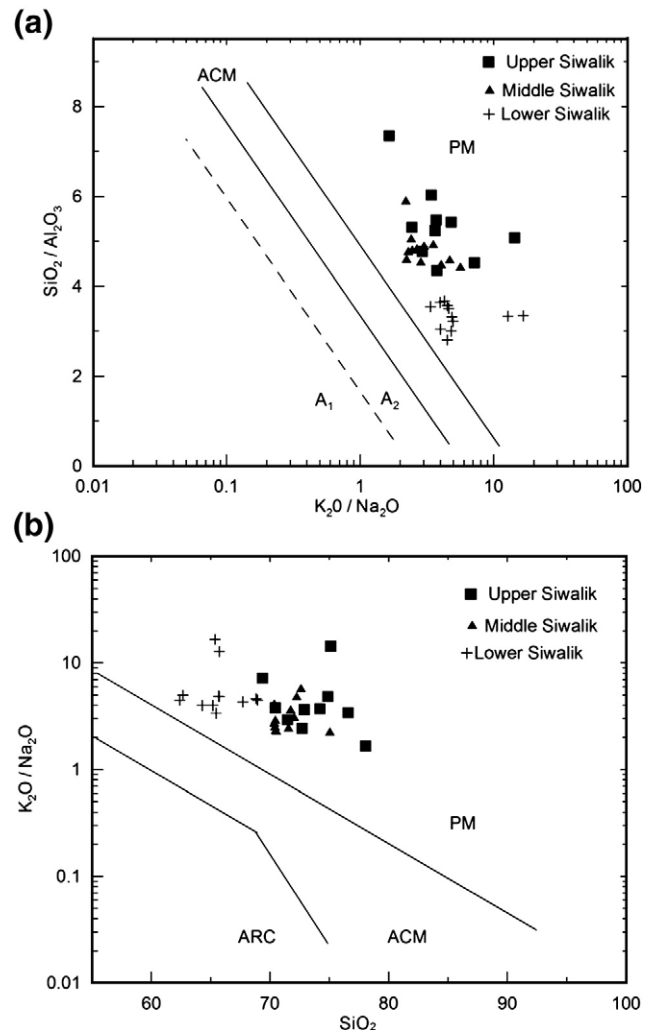 (a)
ACM
Upper Siwalik
Middle Siwalik
Lower Siwalik
PM
8
6
4
2
0
SiO2 / Al2O3
A1
A2
0.01
0.1
1
10
100
K20 / Na2O
(b)
100
10
1
0.1
0.01
K2O / Na2O
Upper Siwalik
Middle Siwalik
Lower Siwalik
PM
ARC
ACM
60
70
80
90
100
SiO2